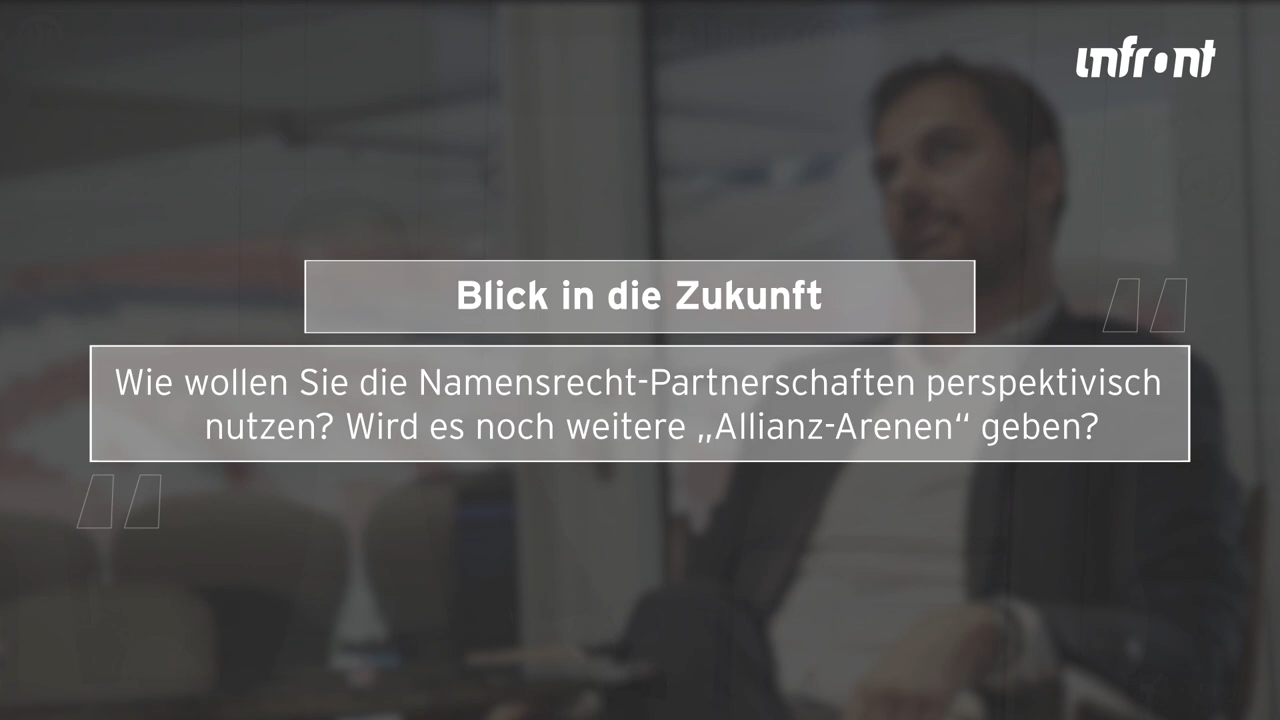 infront
Blick in die Zukunft
Wie wollen Sie die Namensrecht-Partnerschaften perspektivisch
nutzen? Wird es noch weitere „Allianz-Arenen“ geben?